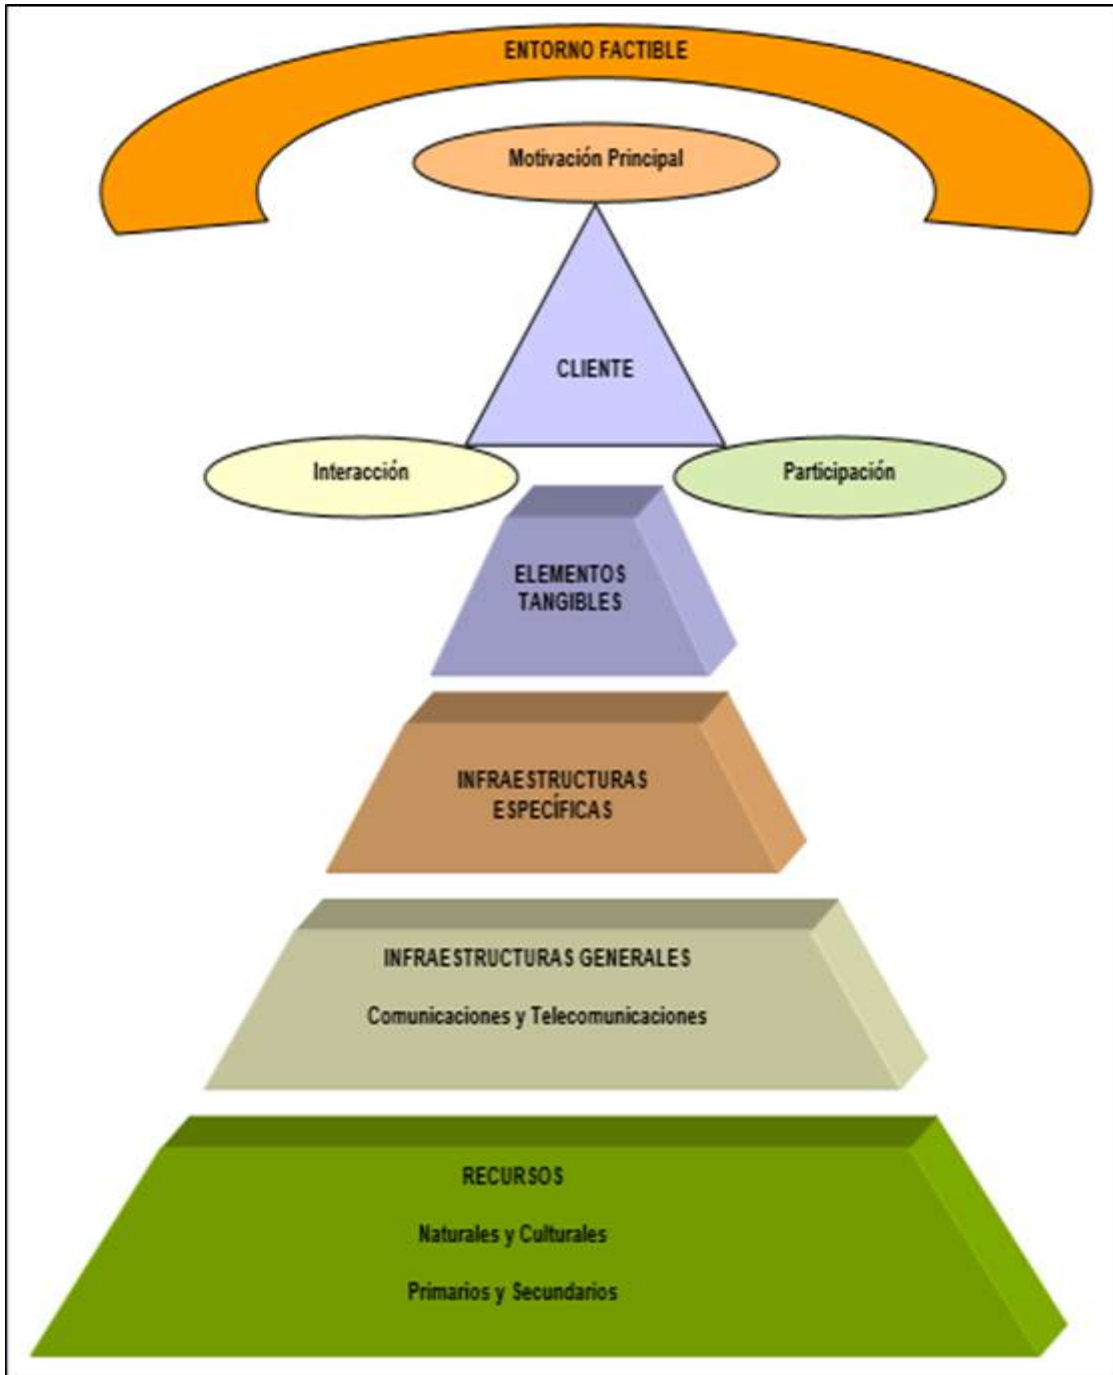 ENTORNO FACTIBLE
Motivación Principal
CLIENTE
Interacción
Participación
ELEMENTOS
TANGIBLES
INFRAESTRUCTURAS
ESPECÍFICAS
INFRAESTRUCTURAS GENERALES
Comunicaciones y Telecomunicaciones
RECURSOS
Naturales y Culturales
Primarios y Secundarios